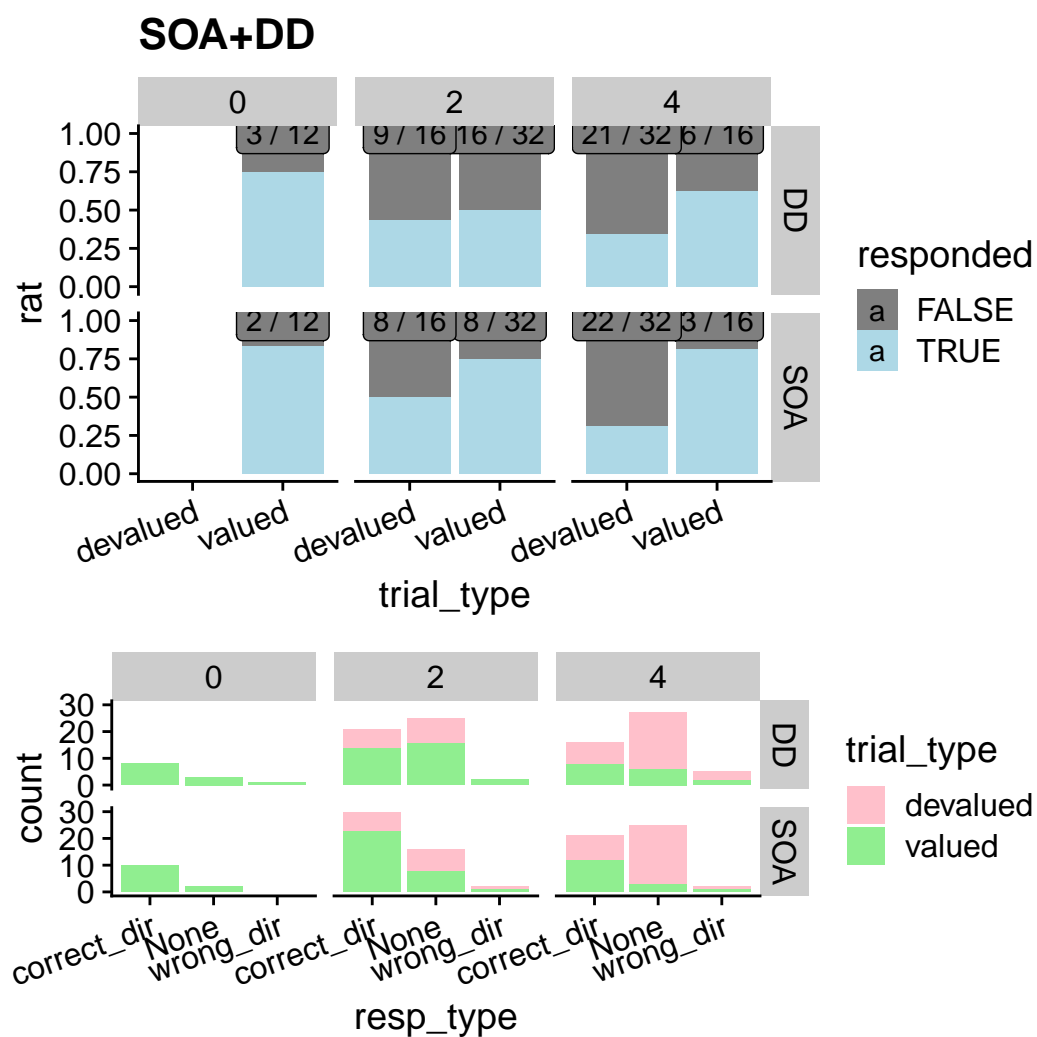 SOA+DD
0 2 4
3 / 12 9 / 16 16 / 32 21 / 32 6 / 16
1.00
0.75
0.50
0.25
0.00
DD
2 / 12 8 / 16 8 / 32 22 / 32 3 / 16
1.00
0.75
0.50
0.25
0.00
SOA
rat
devalued valued devalued valued devalued valued
trial_type
responded
a FALSE
a TRUE
0 2 4
30
20
10
0
DD
30
20
10
0
SOA
count
correct_dir None wrong_dir correct_dir None wrong_dir correct_dir None wrong_dir
resp_type
trial_type
devalued
valued